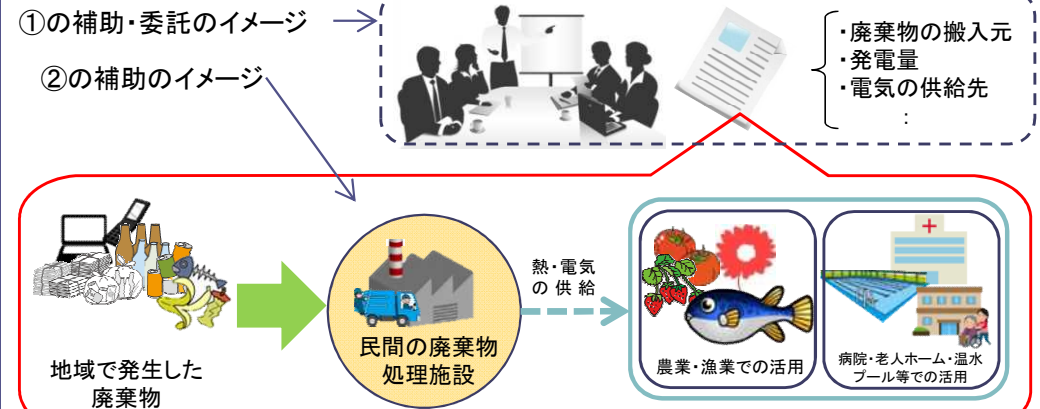 ①の補助・委託のイメージ
②の補助のイメージ
・廃棄物の搬入元
・発電量
・電気の供給先
：
地域で発生した
廃棄物
民間の廃棄物
処理施設
熱・電気
の供給
農業・漁業での活用
病院・老人ホーム・温水
プール等での活用